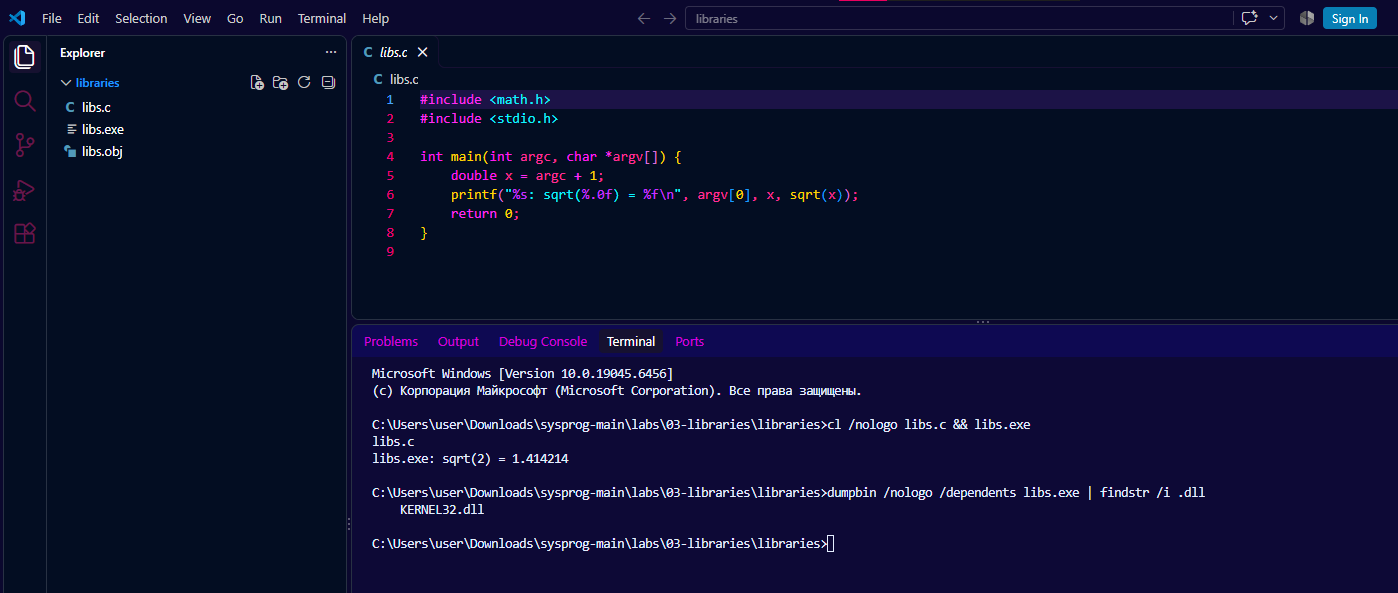 File Edit Selection View Go Run Terminal Help
libraries
Sign In
Explorer
libraries
libs.c
libs.exe
libs.obj
C libs.c
C libs.c
1 #include <math.h>
2 #include <stdio.h>
3
4 int main(int argc, char *argv[]) {
5     double x = argc + 1;
6     printf("%s: sqrt(%.0f) = %f\n", argv[0], x, sqrt(x));
7     return 0;
8 }
9
Problems Output Debug Console Terminal Ports
Microsoft Windows [Version 10.0.19045.6456]
(c) Корпорация Майкрософт (Microsoft Corporation). Все права защищены.
C:\Users\user\Downloads\sysprog-main\labs\03-libraries\libraries>cl /nologo libs.c && libs.exe
libs.c
libs.exe: sqrt(2) = 1.414214
C:\Users\user\Downloads\sysprog-main\labs\03-libraries\libraries>dumpbin /nologo /dependents libs.exe | findstr /i .dll
    KERNEL32.dll
C:\Users\user\Downloads\sysprog-main\labs\03-libraries\libraries>